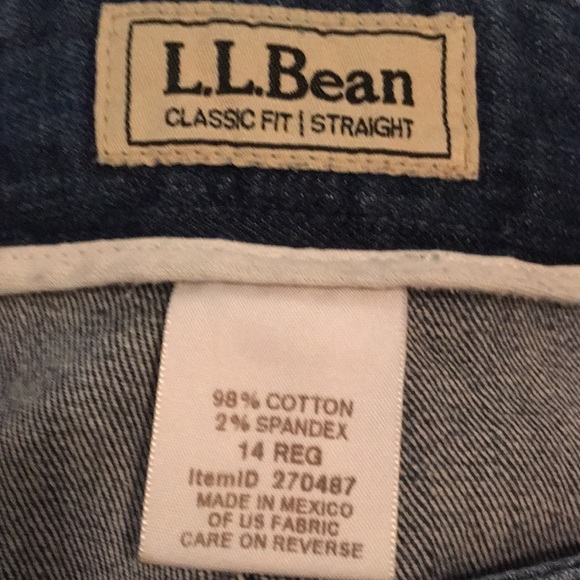 L.L.Bean
CLASSIC FIT | STRAIGHT
98% COTTON
2% SPANDEX
14 REG
ItemID 270487
MADE IN MEXICO
OF US FABRIC
CARE ON REVERSE